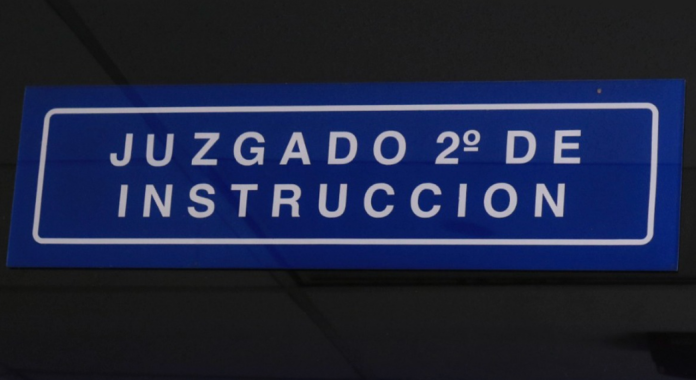 JUZGADO 2º DE
INSTRUCCION